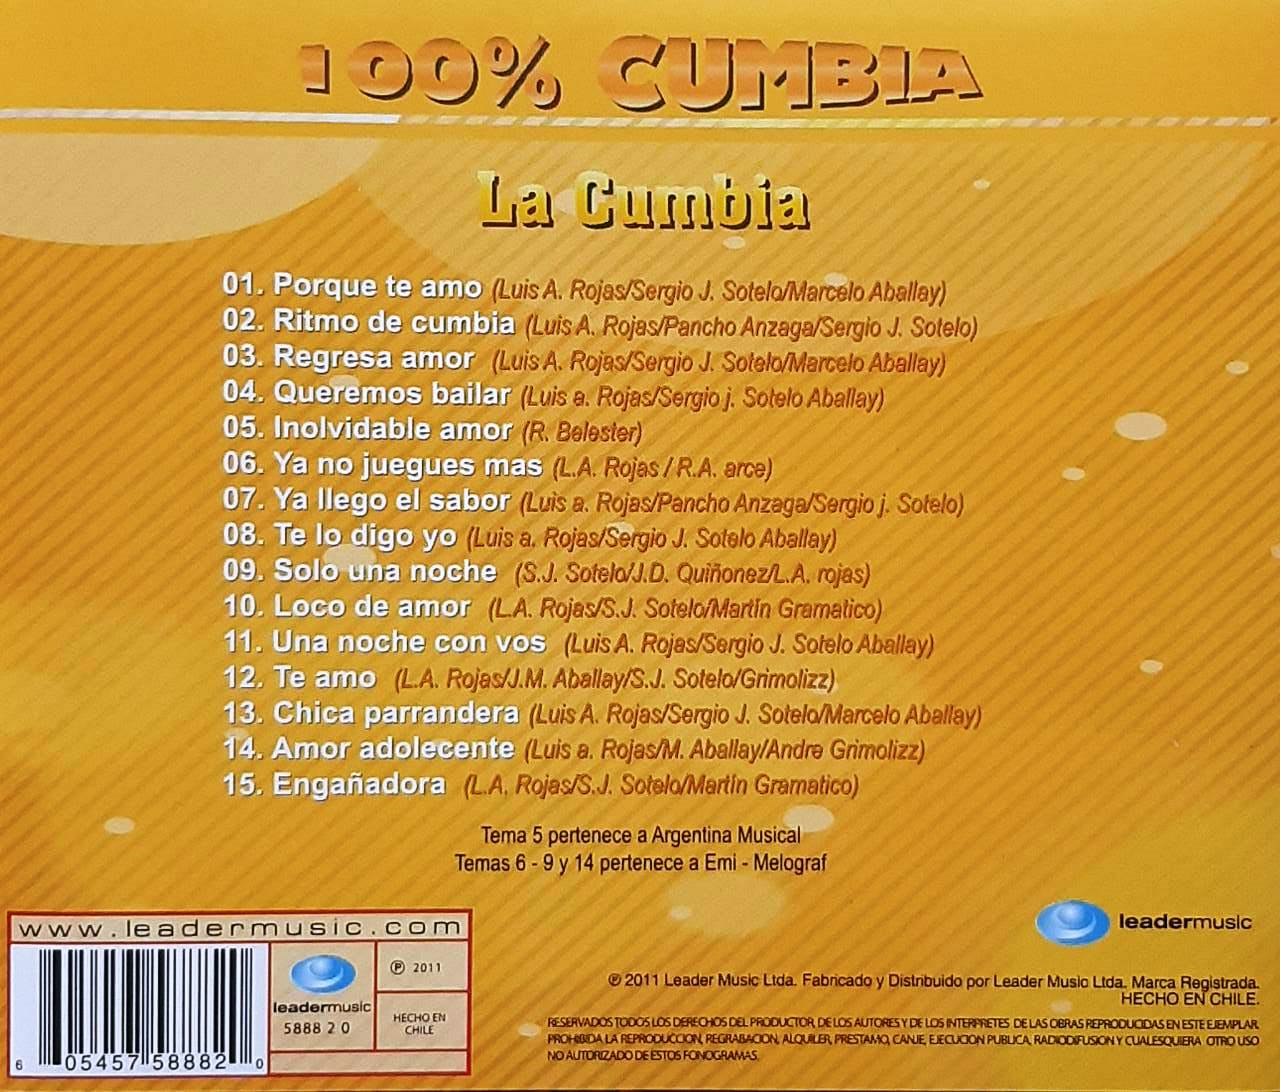 100% CUMBIA
La Cumbia
01. Porque te amo (Luis A. Rojas/Sergio J. Sotelo/Marcelo Aballay)
02. Ritmo de cumbia (Luis A. Rojas/Pancho Anzaga/Sergio J. Sotelo)
03. Regresa amor (Luis A. Rojas/Sergio J. Sotelo/Marcelo Aballay)
04. Queremos bailar (Luis a. Rojas/Sergio j. Sotelo Aballay)
05. Inolvidable amor (R. Belester)
06. Ya no juegues mas (L.A. Rojas / R.A. arce)
07. Ya llego el sabor (Luis a. Rojas/Pancho Anzaga/Sergio j. Sotelo)
08. Te lo digo yo (Luis a. Rojas/Sergio J. Sotelo Aballay)
09. Solo una noche (S.J. Sotelo/J.D. Quiñonez/L.A. rojas)
10. Loco de amor (L.A. Rojas/S.J. Sotelo/Martín Gramatico)
11. Una noche con vos (Luis A. Rojas/Sergio J. Sotelo Aballay)
12. Te amo (L.A. Rojas/J.M. Aballay/S.J. Sotelo/Grimolizz)
13. Chica parrandera (Luis A. Rojas/Sergio J. Sotelo/Marcelo Aballay)
14. Amor adolecente (Luis a. Rojas/M. Aballay/Andre Grimolizz)
15. Engañadora (L.A. Rojas/S.J. Sotelo/Martín Gramatico)
Tema 5 pertenece a Argentina Musical
Temas 6 - 9 y 14 pertenece a Emi - Melograf
www.leadermusic.com
℗ 2011
leadermusic
5888 2 0
HECHO EN
CHILE
6 05457 58882 0
leadermusic
℗ 2011 Leader Music Ltda. Fabricado y Distribuido por Leader Music Ltda. Marca Registrada.
HECHO EN CHILE.
RESERVADOS TODOS LOS DERECHOS DEL PRODUCTOR, DE LOS AUTORES Y DE LOS INTERPRETES DE LAS OBRAS REPRODUCIDAS EN ESTE EJEMPLAR.
PROHIBIDA LA REPRODUCCION, REGRABACION, ALQUILER, PRESTAMO, CANJE, EJECUCION PUBLICA, RADIODIFUSION Y CUALESQUIERA OTRO USO
NO AUTORIZADO DE ESTOS FONOGRAMAS.